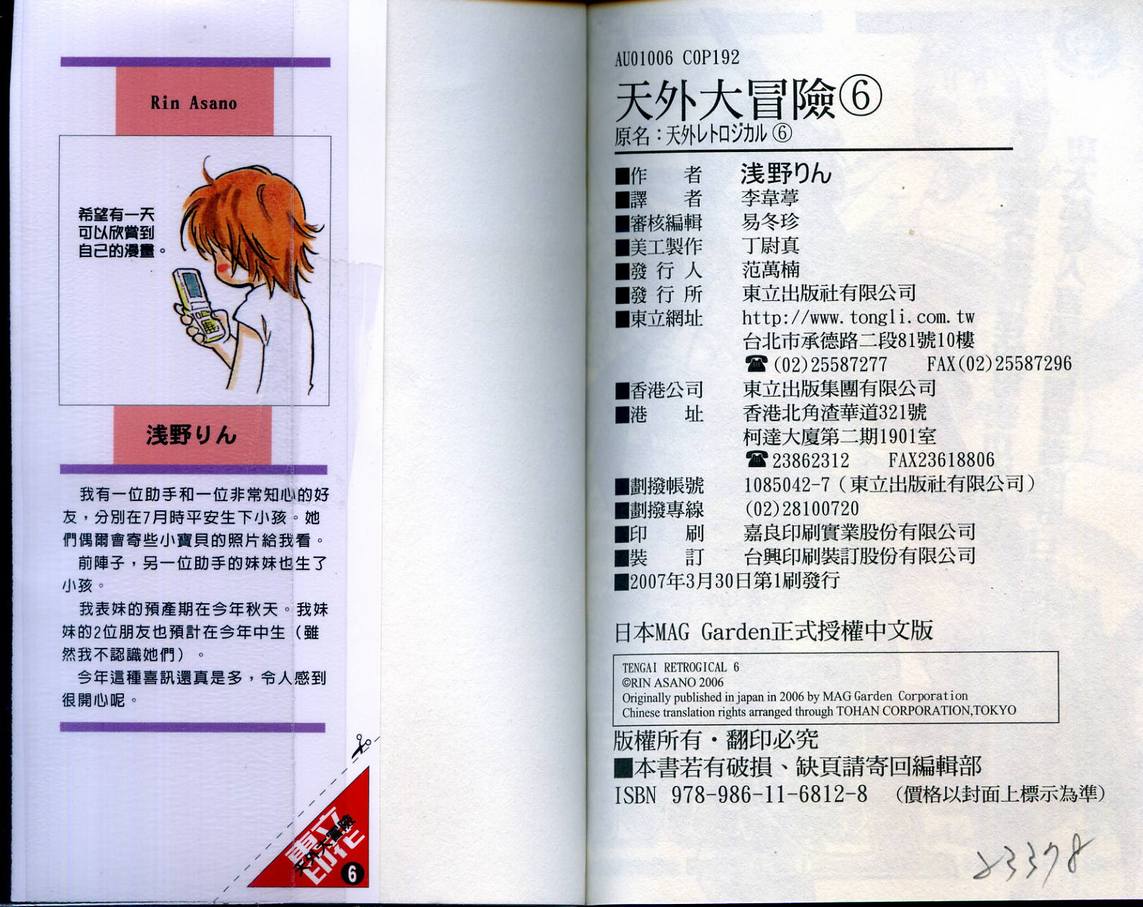 Rin Asano
希望有一天
可以欣賞到
自己的漫畫。
浅野りん
我有一位助手和一位非常知心的好
友，分別在7月時平安生下小孩。她
們偶爾會寄些小寶貝的照片給我看。
前陣子，另一位助手的妹妹也生了
小孩。
我表妹的預產期在今年秋天。我妹
妹的2位朋友也預計在今年中生（雖
然我不認識她們）。
今年這種喜訊還真是多，令人感到
很開心呢。
東立
印花
天外大冒險
6
AU01006 COP192
天外大冒險⑥
原名：天外レトロジカル⑥
■作　者　浅野りん
■譯　者　李韋葶
■審核編輯　易冬珍
■美工製作　丁尉真
■發行人　范萬楠
■發行所　東立出版社有限公司
■東立網址　http://www.tongli.com.tw
台北市承德路二段81號10樓
☎(02)25587277　FAX(02)25587296
■香港公司　東立出版集團有限公司
■港　址　香港北角渣華道321號
柯達大廈第二期1901室
☎23862312　FAX23618806
■劃撥帳號　1085042-7（東立出版社有限公司）
■劃撥專線　(02)28100720
■印　刷　嘉良印刷實業股份有限公司
■裝　訂　台興印刷裝訂股份有限公司
■2007年3月30日第1刷發行
日本MAG Garden正式授權中文版
TENGAI RETROGICAL 6
©RIN ASANO 2006
Originally published in japan in 2006 by MAG Garden Corporation
Chinese translation rights arranged through TOHAN CORPORATION,TOKYO
版權所有・翻印必究
■本書若有破損、缺頁請寄回編輯部
ISBN 978-986-11-6812-8　（價格以封面上標示為準）
23378